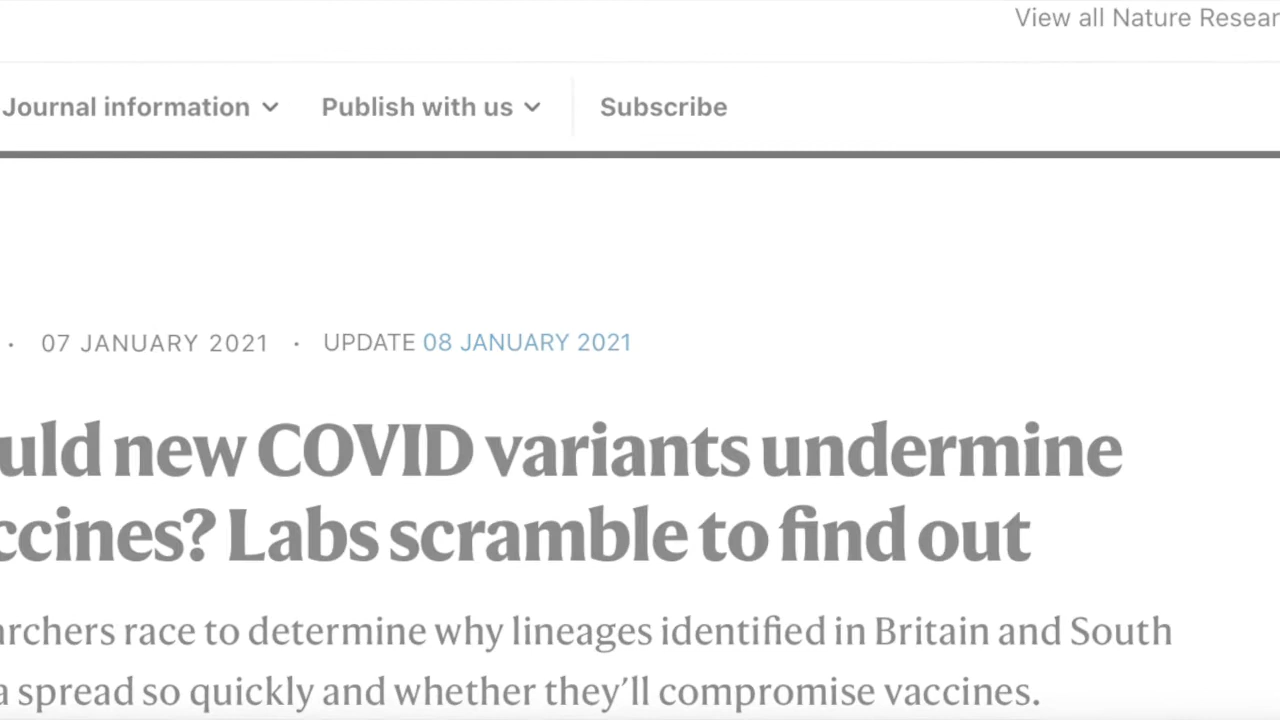 View all Nature Resear
Journal information Publish with us Subscribe
· 07 JANUARY 2021 · UPDATE 08 JANUARY 2021
uld new COVID variants undermine
ccines? Labs scramble to find out
archers race to determine why lineages identified in Britain and South
a spread so quickly and whether they’ll compromise vaccines.